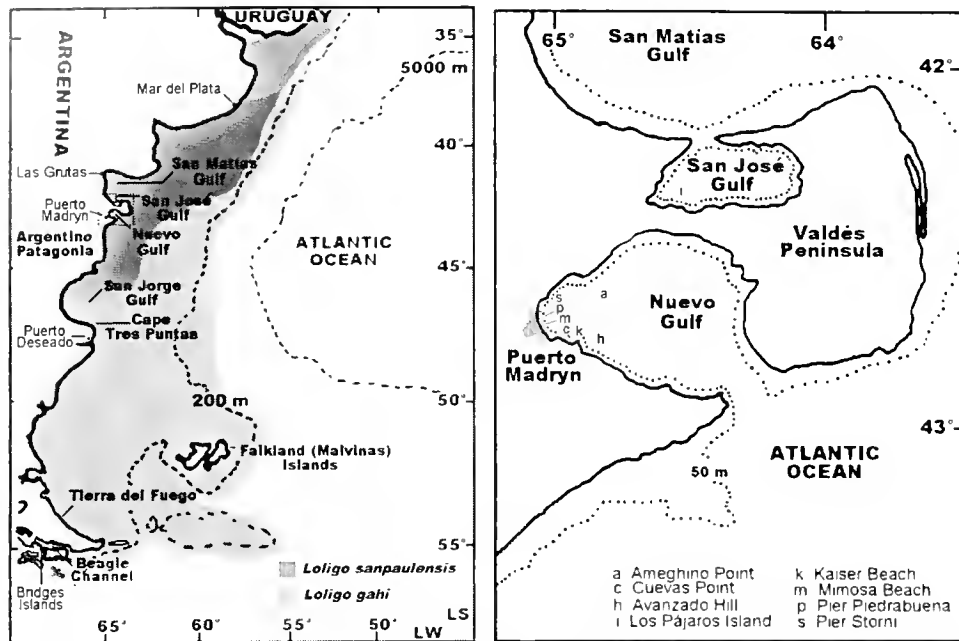 URUGUAY
35°
5000 m
ARGENTINA
Mar del Plata
40°
Las Grutas
San Matías
Gulf
San José
Gulf
Puerto
Madryn
Nuevo
Gulf
Argentino
Patagonia
ATLANTIC
OCEAN
45°
San Jorge
Gulf
Cape
Tres Puntas
Puerto
Deseado
200 m
50°
Falkland (Malvinas)
Islands
Tierra del Fuego
55°
Beagle
Channel
Bridges
Islands
Loligo sanpaulensis
Loligo gahi
65° 60° 55° 50° LW
LS
65° 64°
San Matías
Gulf
42°
San José
Gulf
i
Valdés
Peninsula
s
a
p
m
c k
h
Nuevo
Gulf
Puerto
Madryn
43°
ATLANTIC
OCEAN
50 m
a Ameghino Point
c Cuevas Point
h Avanzado Hill
i Los Pájaros Island
k Kaiser Beach
m Mimosa Beach
p Pier Piedrabuena
s Pier Storni